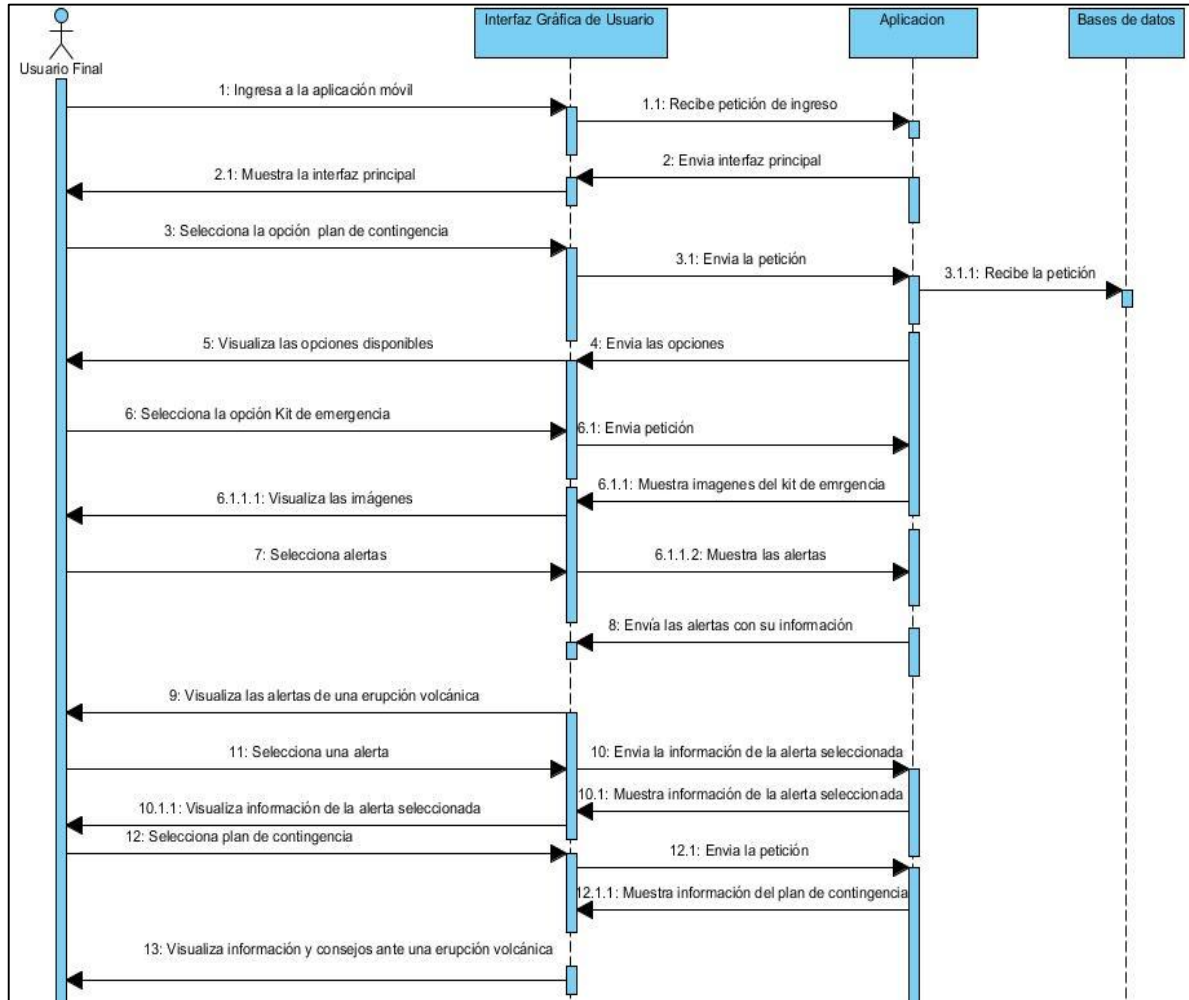 Interfaz Gráfica de Usuario
Aplicacion
Bases de datos
Usuario Final
1: Ingresa a la aplicación móvil
1.1: Recibe petición de ingreso
2: Envia interfaz principal
2.1: Muestra la interfaz principal
3: Selecciona la opción plan de contingencia
3.1: Envia la petición
3.1.1: Recibe la petición
5: Visualiza las opciones disponibles
4: Envia las opciones
6: Selecciona la opción Kit de emergencia
6.1: Envia petición
6.1.1: Muestra imagenes del kit de emrgencia
6.1.1.1: Visualiza las imágenes
7: Selecciona alertas
6.1.1.2: Muestra las alertas
8: Envía las alertas con su información
9: Visualiza las alertas de una erupción volcánica
11: Selecciona una alerta
10: Envia la información de la alerta seleccionada
10.1: Muestra información de la alerta seleccionada
10.1.1: Visualiza información de la alerta seleccionada
12: Selecciona plan de contingencia
12.1: Envia la petición
12.1.1: Muestra información del plan de contingencia
13: Visualiza información y consejos ante una erupción volcánica